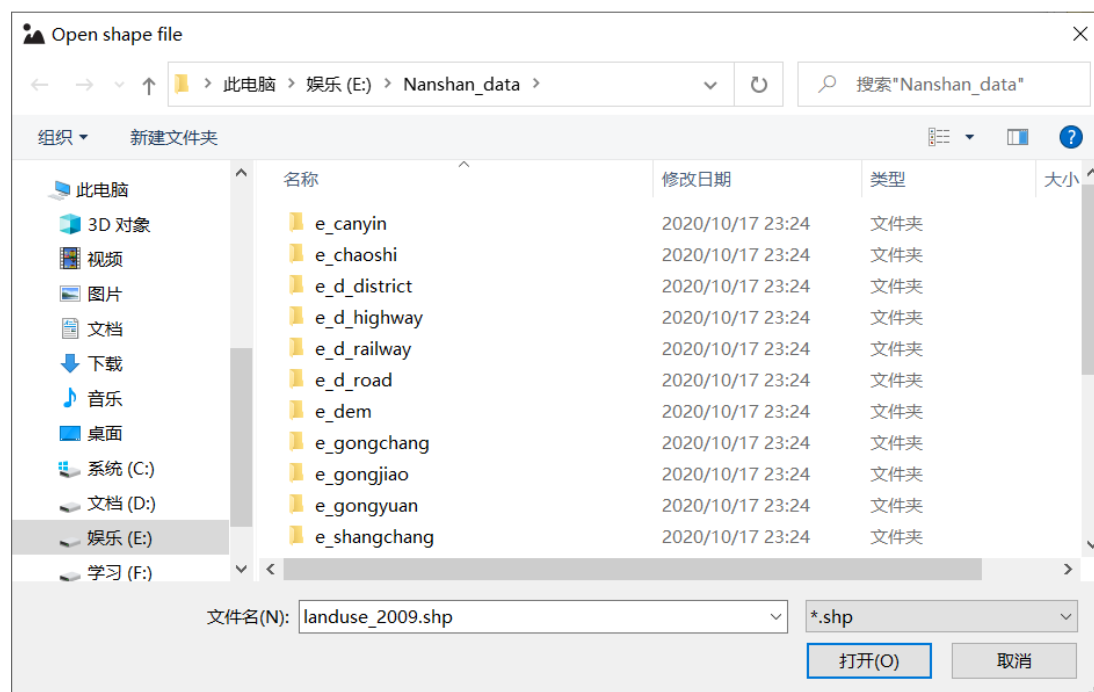 Open shape file
此电脑 > 娱乐 (E:) > Nanshan_data >
搜索"Nanshan_data"
组织
新建文件夹
?
此电脑
3D 对象
视频
图片
文档
下载
音乐
桌面
系统 (C:)
文档 (D:)
娱乐 (E:)
学习 (F:)
名称 修改日期 类型 大小
e_canyin 2020/10/17 23:24 文件夹
e_chaoshi 2020/10/17 23:24 文件夹
e_d_district 2020/10/17 23:24 文件夹
e_d_highway 2020/10/17 23:24 文件夹
e_d_railway 2020/10/17 23:24 文件夹
e_d_road 2020/10/17 23:24 文件夹
e_dem 2020/10/17 23:24 文件夹
e_gongchang 2020/10/17 23:24 文件夹
e_gongjiao 2020/10/17 23:24 文件夹
e_gongyuan 2020/10/17 23:24 文件夹
e_shangchang 2020/10/17 23:24 文件夹
文件名(N): landuse_2009.shp
*.shp
打开(O)
取消